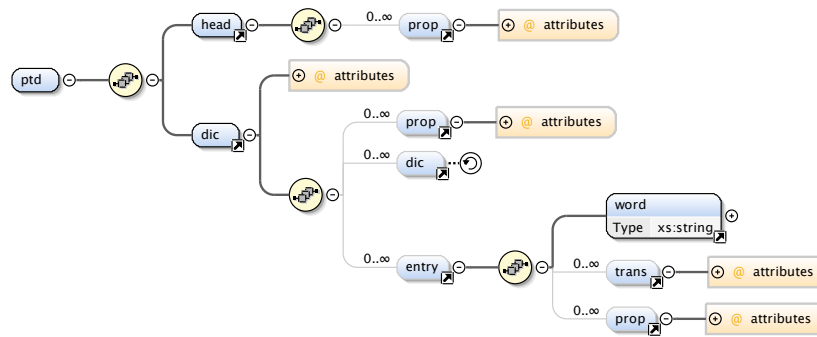 head
0..∞
prop
@ attributes
ptd
@ attributes
dic
0..∞
prop
@ attributes
0..∞
dic
word
Type xs:string
0..∞
entry
0..∞
trans
@ attributes
0..∞
prop
@ attributes